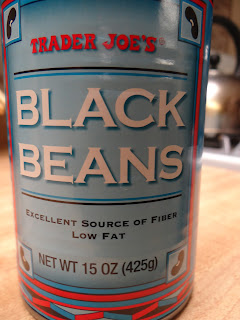 TRADER JOE'S®
BLACK
BEANS
EXCELLENT SOURCE OF FIBER
LOW FAT
NET WT 15 OZ (425g)